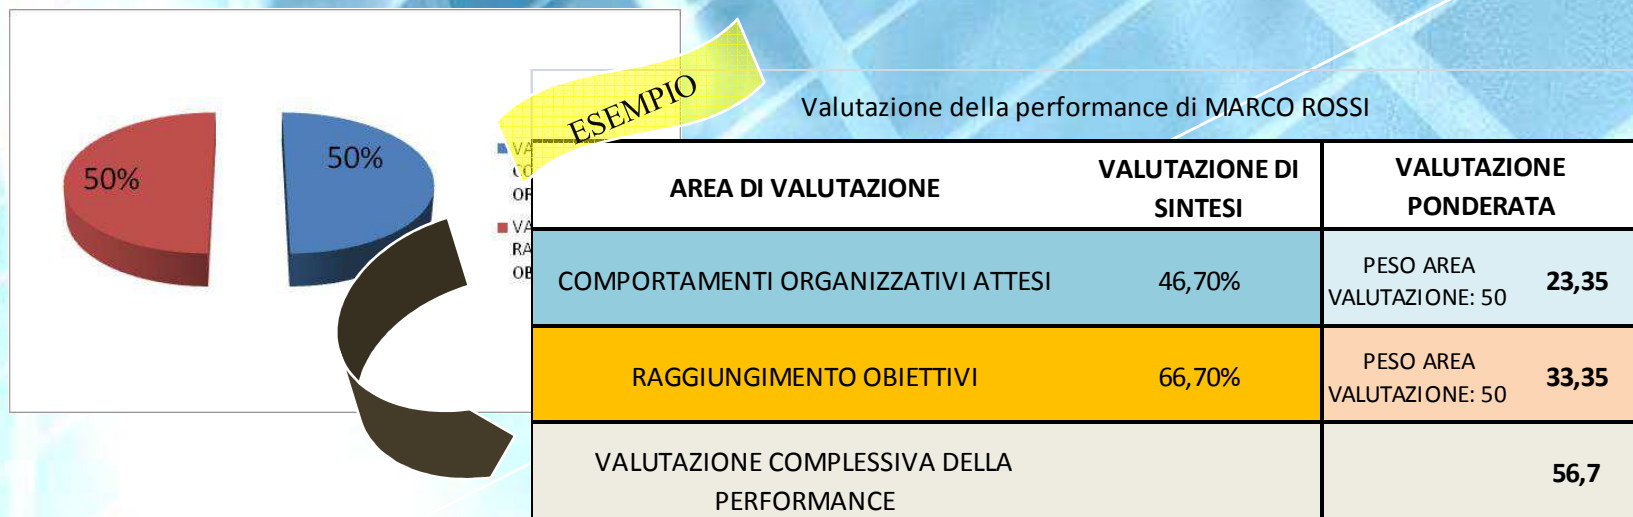 50%
50%
ESEMPIO
Valutazione della performance di MARCO ROSSI
AREA DI VALUTAZIONE
VALUTAZIONE DI
SINTESI
VALUTAZIONE
PONDERATA
COMPORTAMENTI ORGANIZZATIVI ATTESI
46,70%
PESO AREA
VALUTAZIONE: 50
23,35
RAGGIUNGIMENTO OBIETTIVI
66,70%
PESO AREA
VALUTAZIONE: 50
33,35
VALUTAZIONE COMPLESSIVA DELLA
PERFORMANCE
56,7